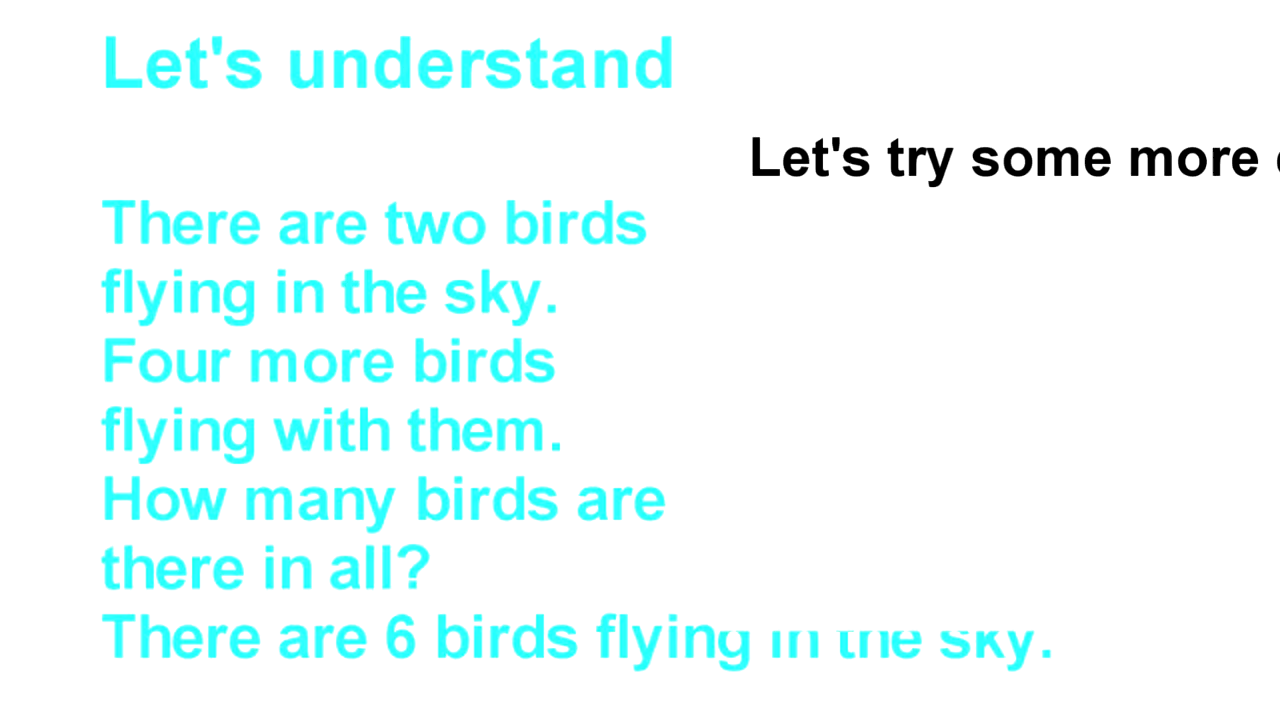 Let's understand
Let's try some more
There are two birds
flying in the sky.
Four more birds
flying with them.
How many birds are
there in all?
There are 6 birds flying in the sky.